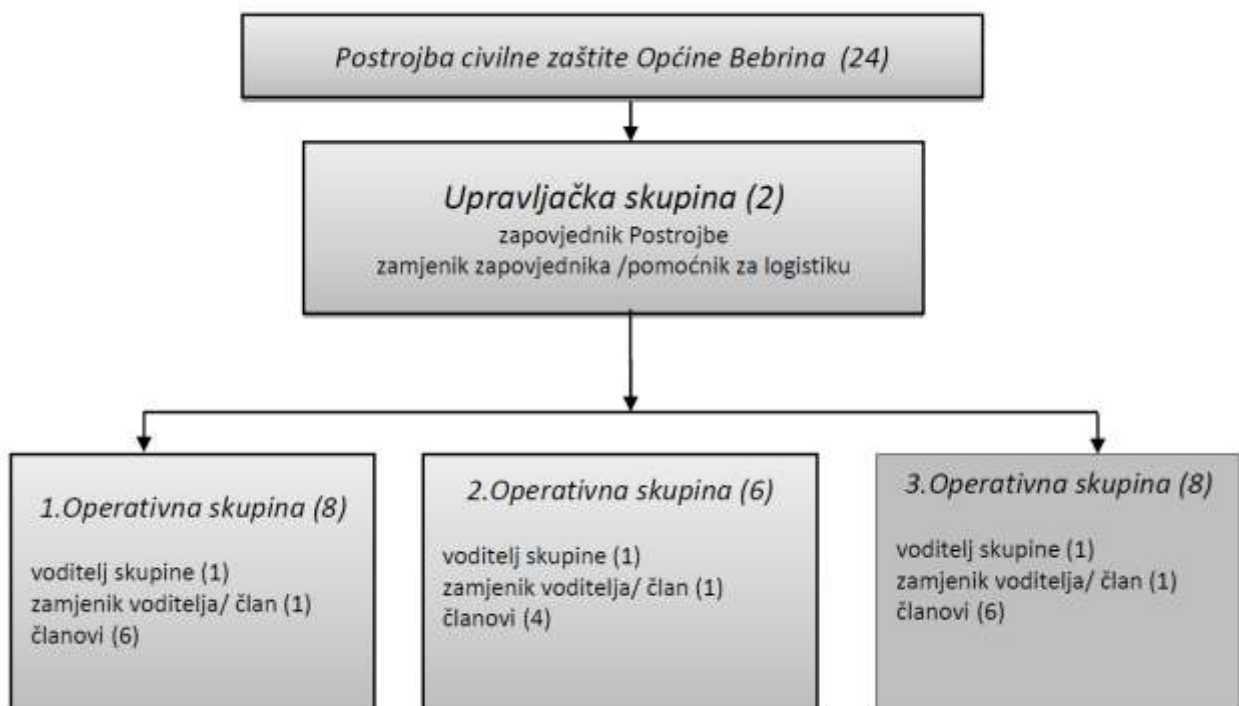 Postrojba civilne zaštite Općine Bebrina (24)
Upravljačka skupina (2)
zapovjednik Postrojbe
zamjenik zapovjednika /pomoćnik za logistiku
1.Operativna skupina (8)
voditelj skupine (1)
zamjenik voditelja/ član (1)
članovi (6)
2.Operativna skupina (6)
voditelj skupine (1)
zamjenik voditelja/ član (1)
članovi (4)
3.Operativna skupina (8)
voditelj skupine (1)
zamjenik voditelja/ član (1)
članovi (6)